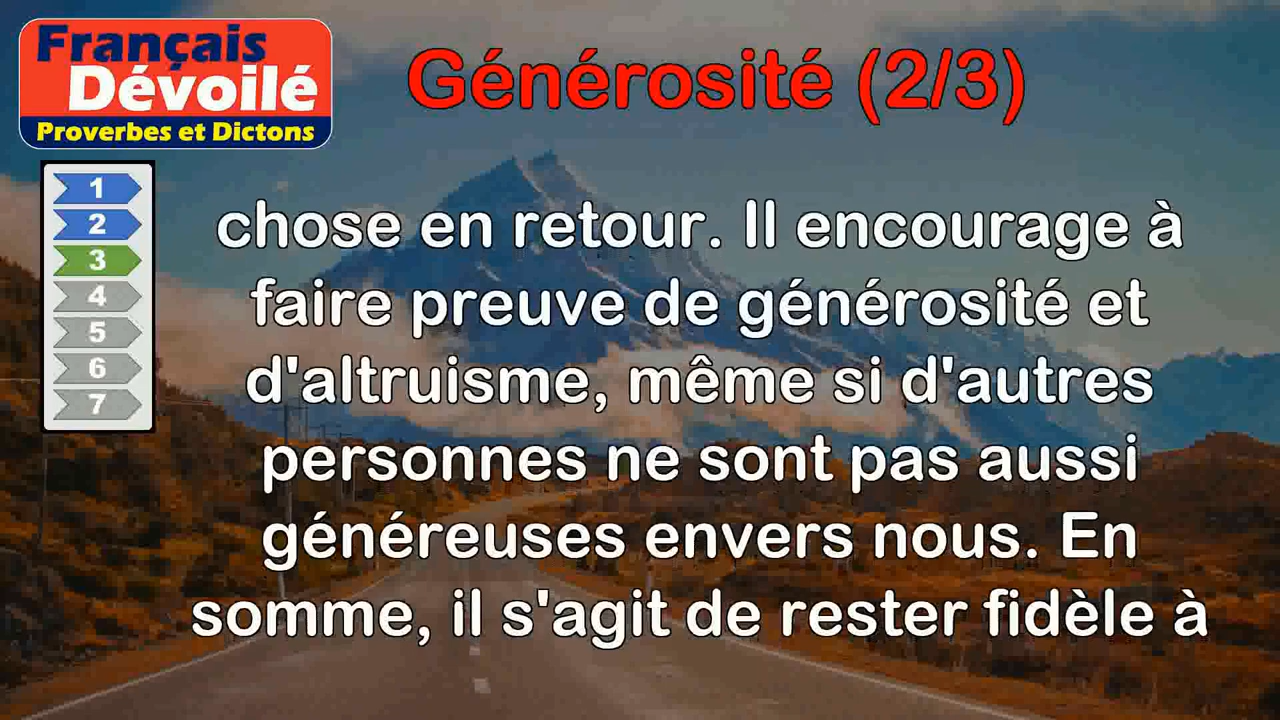 Français
Dévoilé
Proverbes et Dictons
Générosité (2/3)
1
2
3
4
5
6
7
chose en retour. Il encourage à
faire preuve de générosité et
d'altruisme, même si d'autres
personnes ne sont pas aussi
généreuses envers nous. En
somme, il s'agit de rester fidèle à